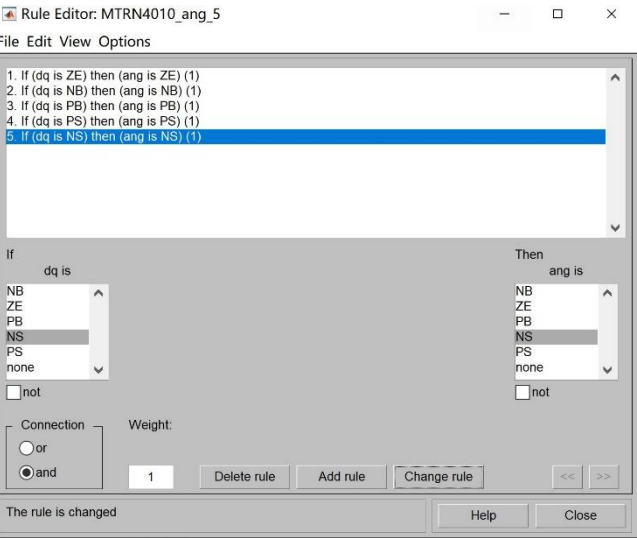 Rule Editor: MTRN4010_ang_5
File Edit View Options
1. If (dq is ZE) then (ang is ZE) (1)
2. If (dq is NB) then (ang is NB) (1)
3. If (dq is PB) then (ang is PB) (1)
4. If (dq is PS) then (ang is PS) (1)
5. If (dq is NS) then (ang is NS) (1)
If
dq is
NB
ZE
PB
NS
PS
none
not
Then
ang is
NB
ZE
PB
NS
PS
none
not
Connection
or
and
Weight:
1
Delete rule
Add rule
Change rule
<<
>>
The rule is changed
Help
Close